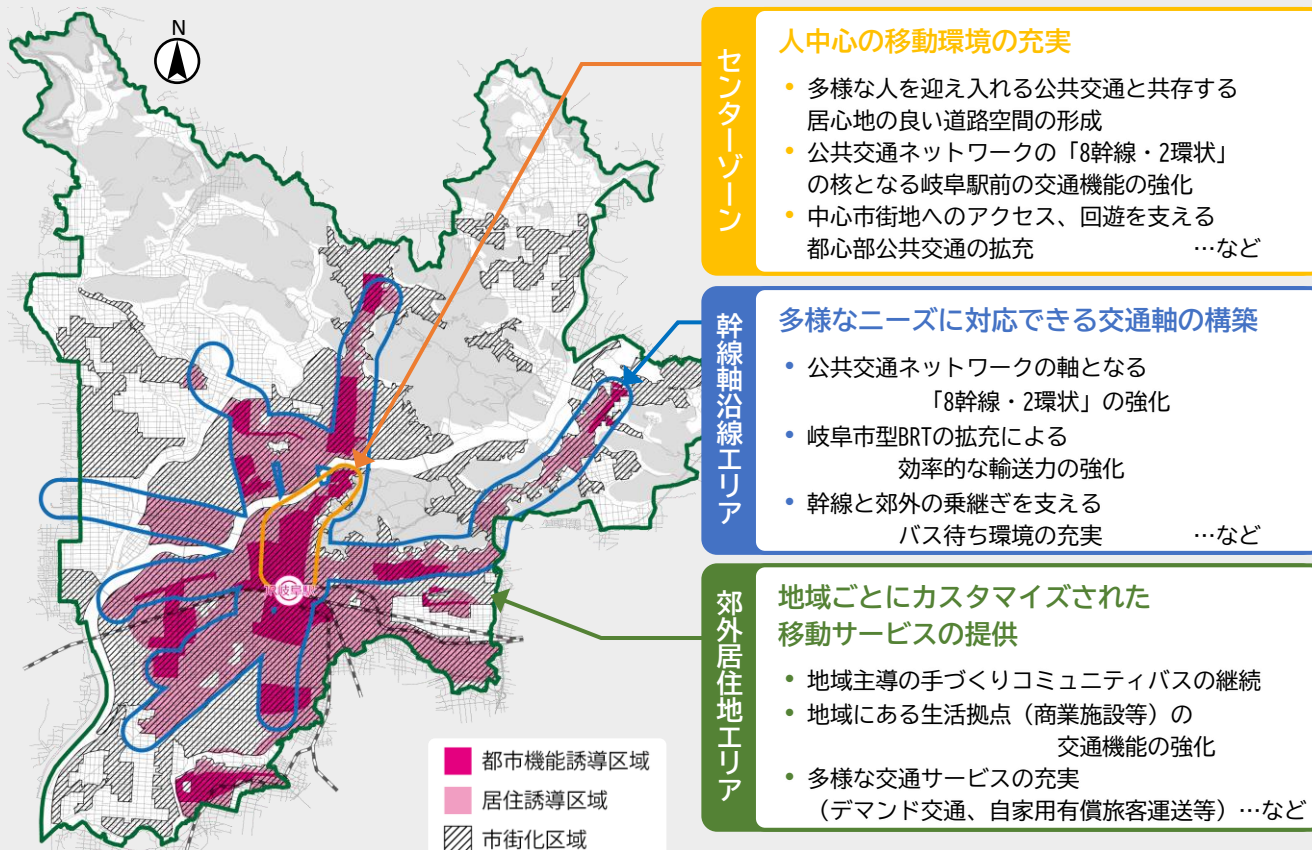 N
岐阜駅
都市機能誘導区域
居住誘導区域
市街化区域
センターゾーン
人中心の移動環境の充実
• 多様な人を迎え入れる公共交通と共存する
居心地の良い道路空間の形成
• 公共交通ネットワークの「8幹線・2環状」
の核となる岐阜駅前の交通機能の強化
• 中心市街地へのアクセス、回遊を支える
都心部公共交通の拡充 …など
幹線軸沿線エリア
多様なニーズに対応できる交通軸の構築
• 公共交通ネットワークの軸となる
「8幹線・2環状」の強化
• 岐阜市型BRTの拡充による
効率的な輸送力の強化
• 幹線と郊外の乗継ぎを支える
バス待ち環境の充実 …など
郊外居住地エリア
地域ごとにカスタマイズされた
移動サービスの提供
• 地域主導の手づくりコミュニティバスの継続
• 地域にある生活拠点（商業施設等）の
交通機能の強化
• 多様な交通サービスの充実
（デマンド交通、自家用有償旅客運送等）…など